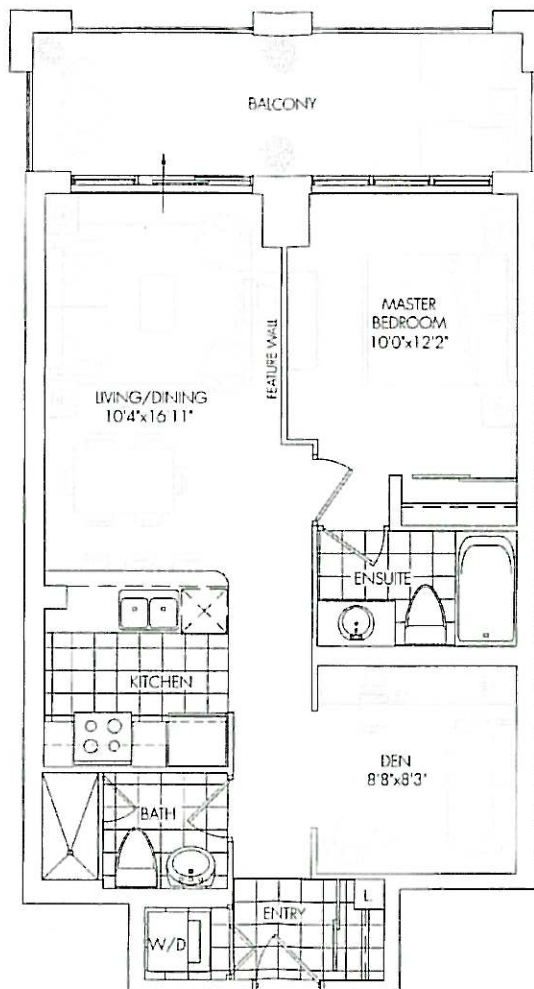 BALCONY
MASTER
BEDROOM
10'0"x12'2"
FEATURE WALL
LIVING/DINING
10'4"x16'11"
ENSUITE
KITCHEN
DEN
8'8"x8'3"
BATH
L
ENTRY
W/D